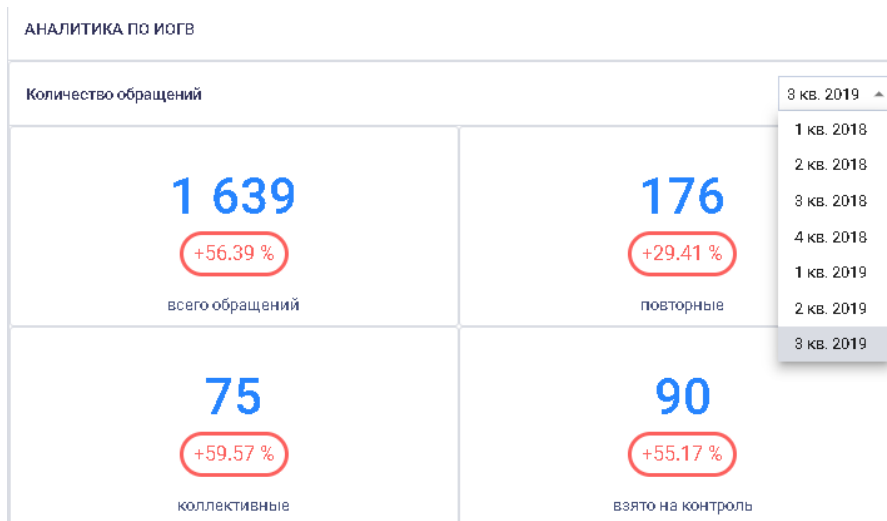 АНАЛИТИКА ПО ИОГВ
Количество обращений
3 кв. 2019
1 кв. 2018
2 кв. 2018
3 кв. 2018
4 кв. 2018
1 кв. 2019
2 кв. 2019
3 кв. 2019
1 639
+56.39 %
всего обращений
176
+29.41 %
повторные
75
+59.57 %
коллективные
90
+55.17 %
взято на контроль